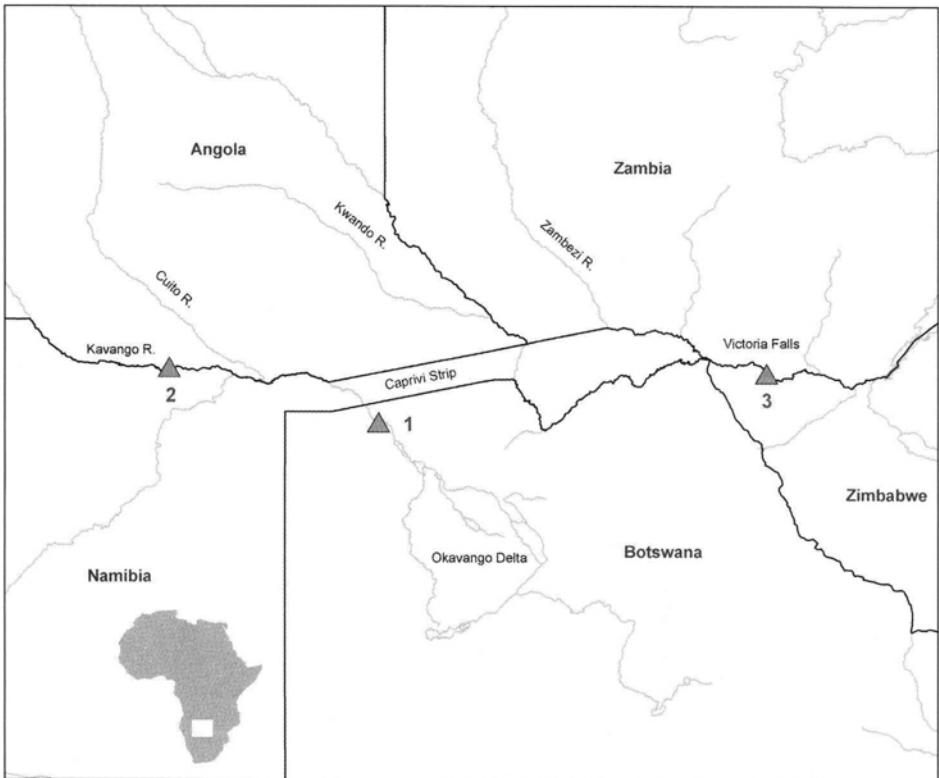 Angola
Zambia
Kwando R.
Zambezi R.
Cuito R.
Kavango R.
Victoria Falls
Caprivi Strip
2
3
1
Zimbabwe
Botswana
Okavango Delta
Namibia